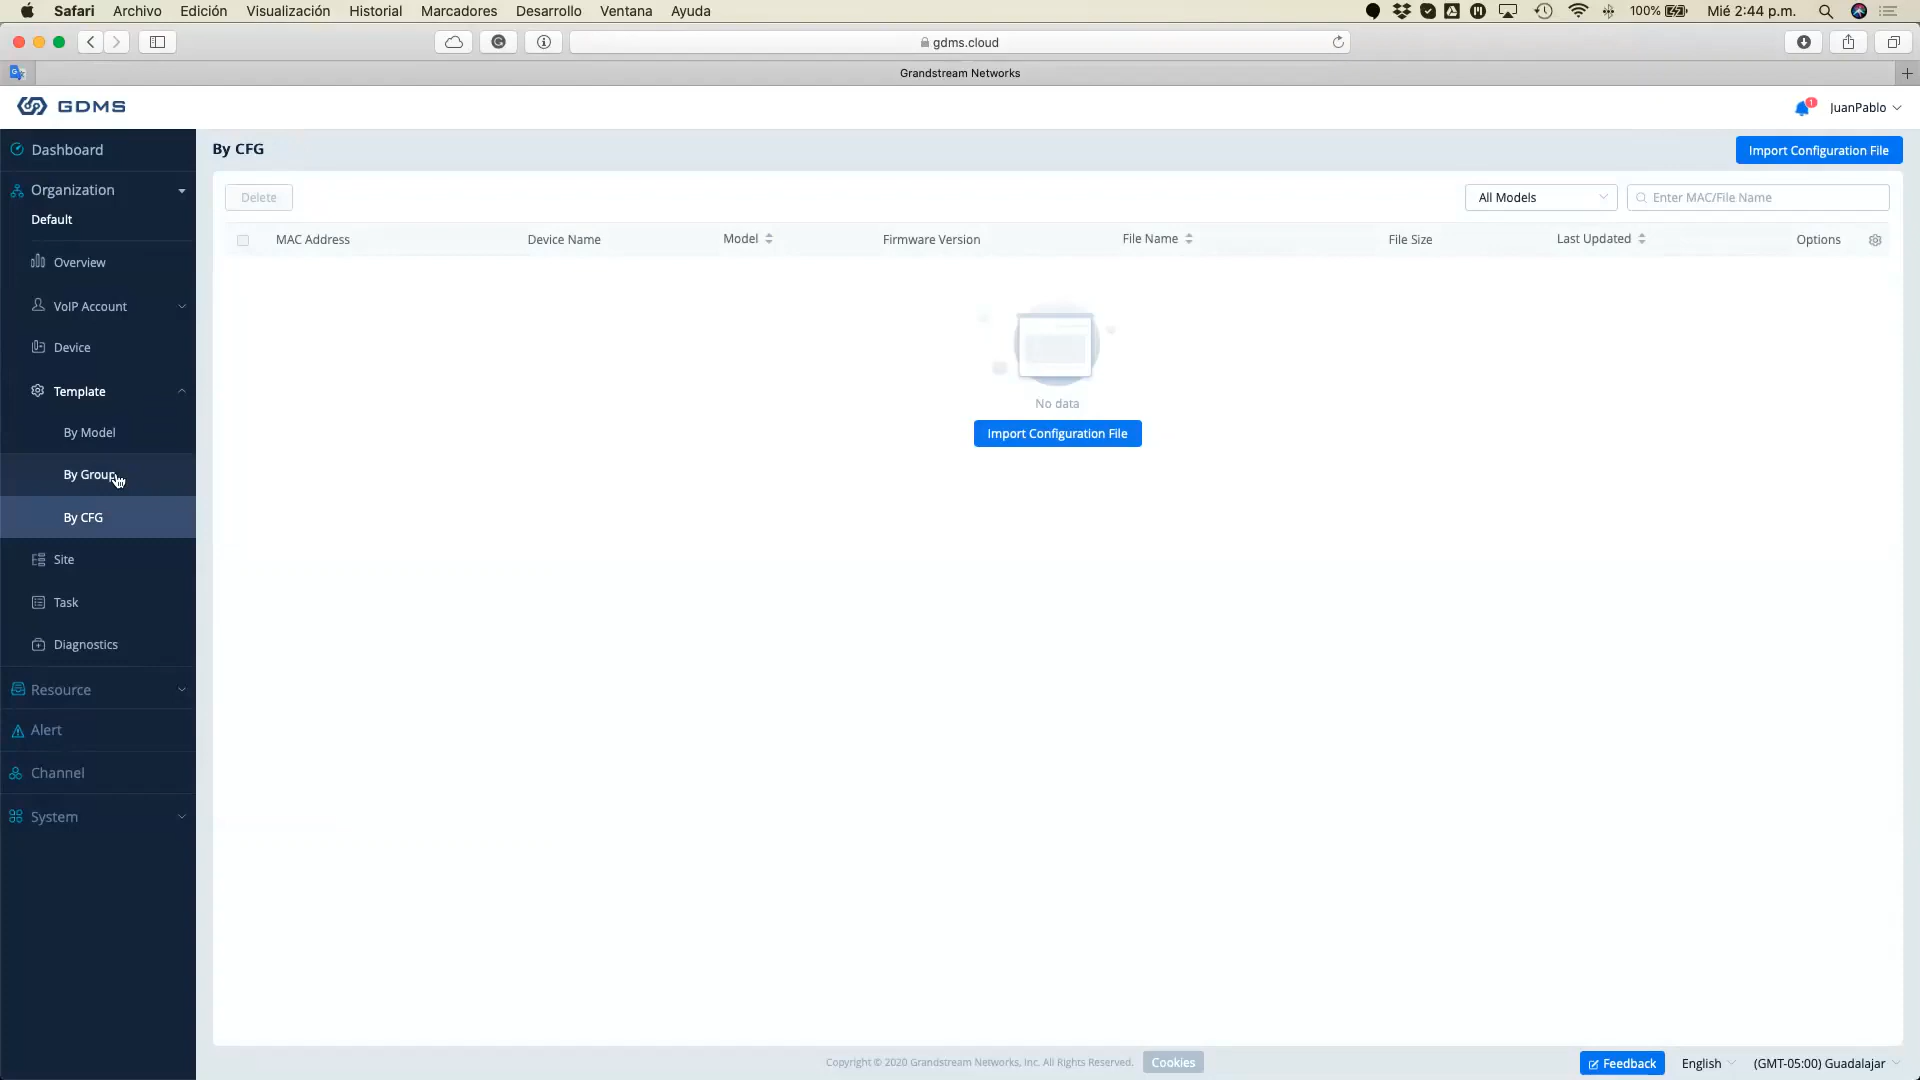 Safari Archivo Edición Visualización Historial Marcadores Desarrollo Ventana Ayuda 100% Mié 2:44 p.m.
gdms.cloud
Grandstream Networks
GDMS 1 JuanPablo
Dashboard
Organization
Default
Overview
VoIP Account
Device
Template
By Model
By Group
By CFG
Site
Task
Diagnostics
Resource
Alert
Channel
System
By CFG Import Configuration File
Delete All Models Enter MAC/File Name
MAC Address Device Name Model Firmware Version File Name File Size Last Updated Options
No data
Import Configuration File
Copyright © 2020 Grandstream Networks, Inc. All Rights Reserved. Cookies Feedback English (GMT-05:00) Guadalajar